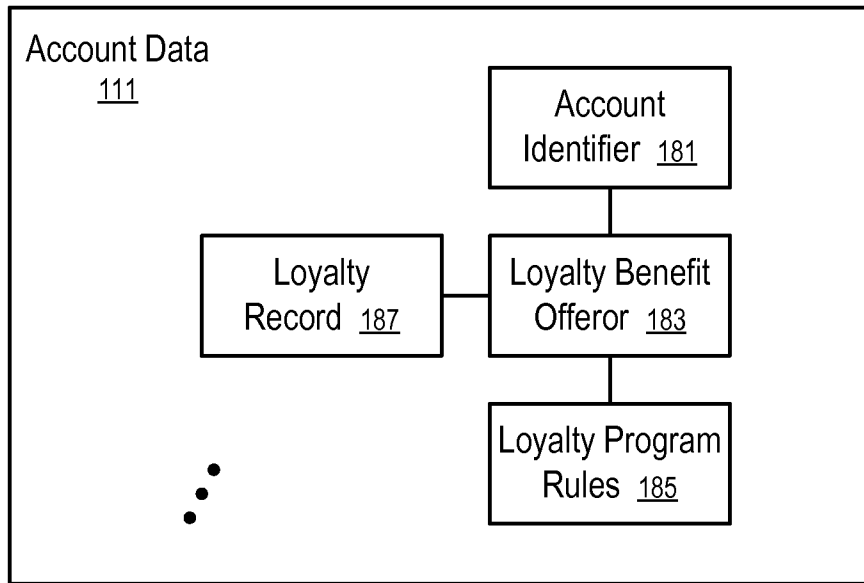 Account Data
111
Account
Identifier 181
Loyalty
Record 187
Loyalty Benefit
Offeror 183
Loyalty Program
Rules 185